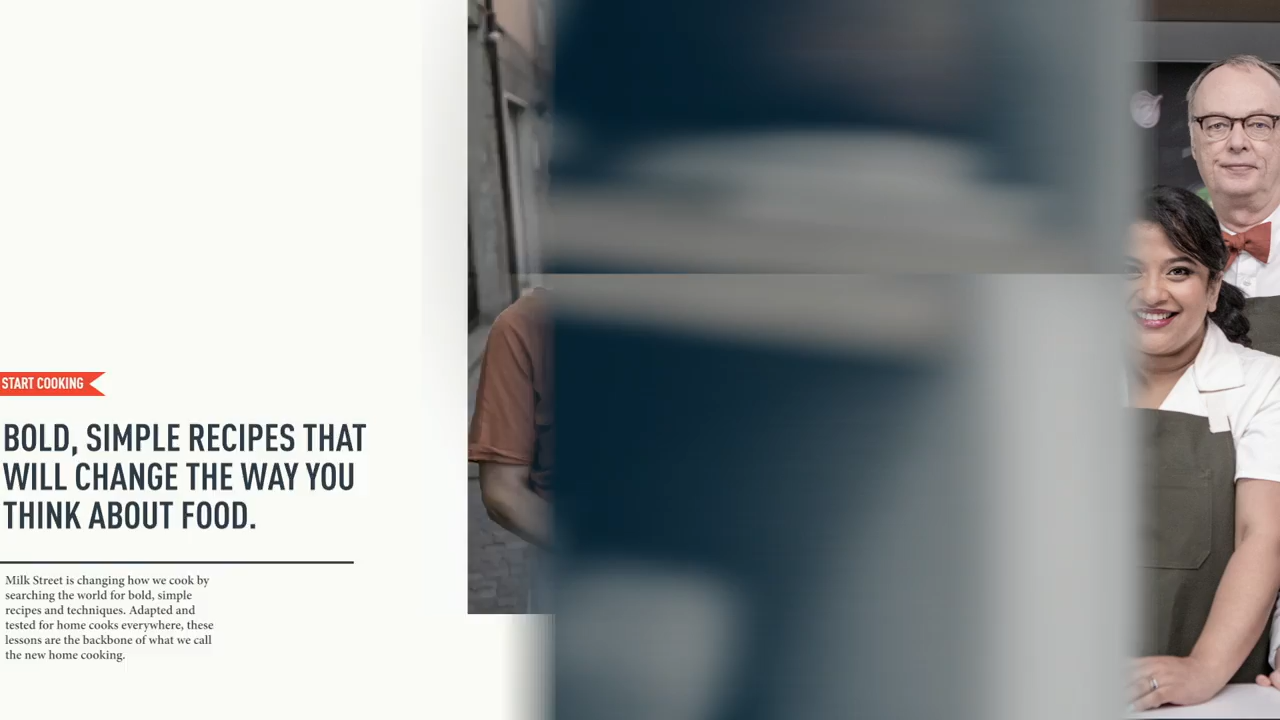 START COOKING
BOLD, SIMPLE RECIPES THAT
WILL CHANGE THE WAY YOU
THINK ABOUT FOOD.
Milk Street is changing how we cook by
searching the world for bold, simple
recipes and techniques. Adapted and
tested for home cooks everywhere, these
lessons are the backbone of what we call
the new home cooking.